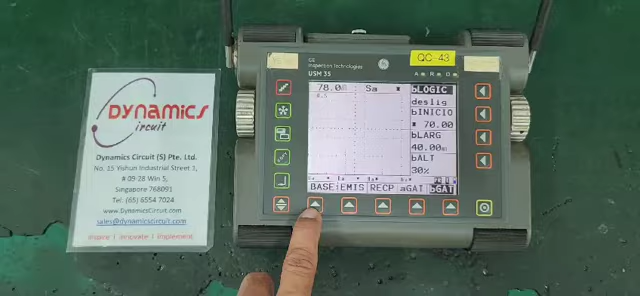 DYNAMICS
Circuit
Dynamics Circuit (S) Pte. Ltd.
No. 35 Yishun Industrial Street 1,
# 09-28 Win 5,
Singapore 768091
Tel: (65) 6554 7024
www.DynamicsCircuit.com
sales@dynamicscircuit.com
inspire | innovate | implement
GE
Inspection Technologies
USM 35
QC-43
A R D
78.0 Sa
bLOGIC
deslig
bINICIO
70.00
bLARG
40.00
bALT
30%
BASE EMIS RECP aGAT bGAT